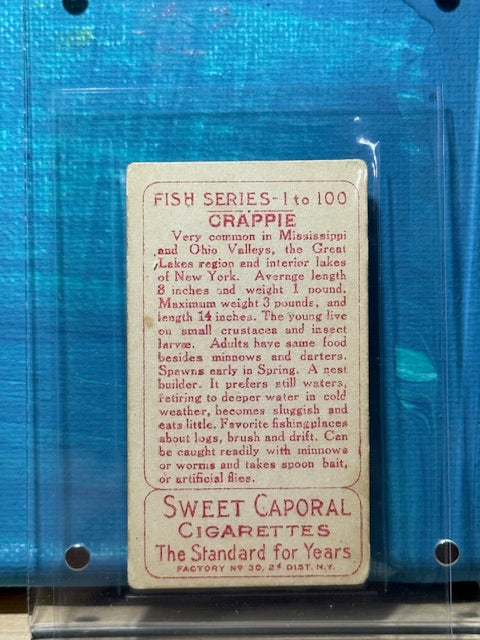 FISH SERIES-1 to 100
CRAPPIE
Very common in Mississippi
and Ohio Valleys, the Great
Lakes region and interior lakes
of New York. Average length
8 inches and weight 1 pound.
Maximum weight 3 pounds, and
length 14 inches. The young live
on small crustacea and insect
larvæ. Adults have same food
besides minnows and darters.
Spawns early in Spring. A nest
builder. It prefers still waters,
retiring to deeper water in cold
weather, becomes sluggish and
eats little. Favorite fishing places
about logs, brush and drift. Can
be caught readily with minnows
or worms and takes spoon bait,
or artificial flies.
SWEET CAPORAL
CIGARETTES
The Standard for Years
FACTORY Nº 30, 2ᵈ DIST. N.Y.